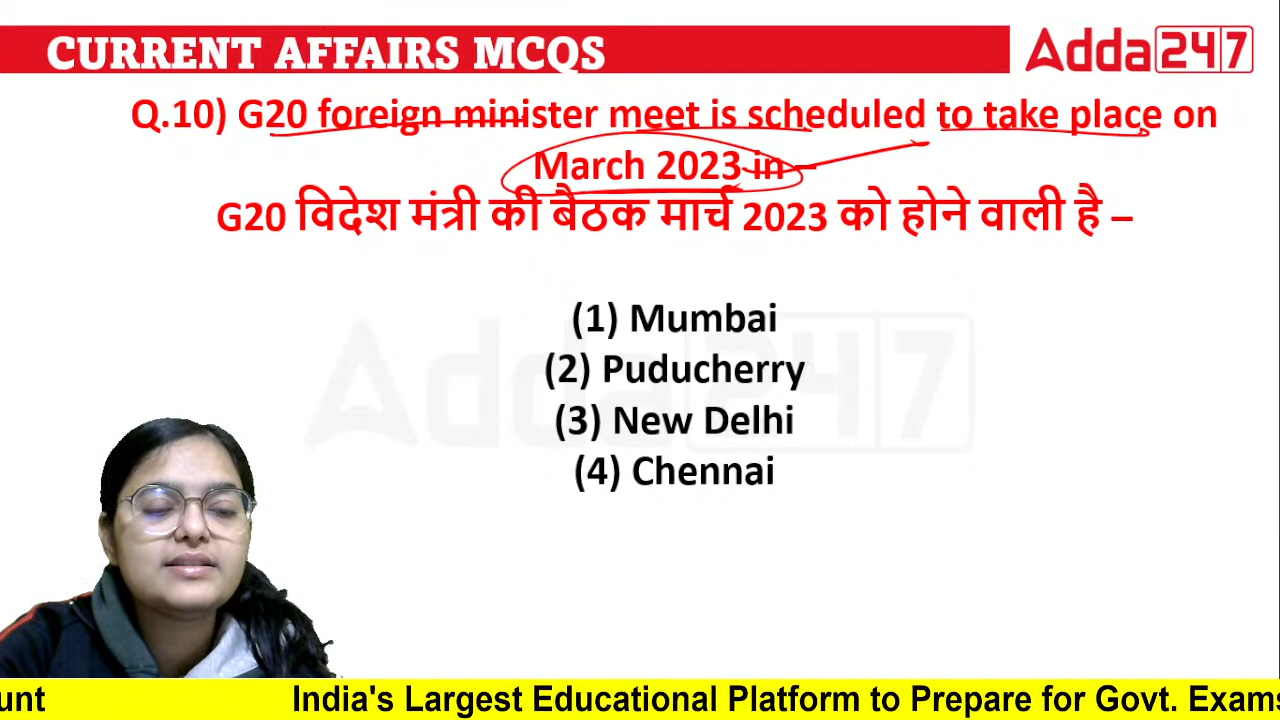 CURRENT AFFAIRS MCQS
Adda247
Q.10) G20 foreign minister meet is scheduled to take place on
March 2023 in –
G20 विदेश मंत्री की बैठक मार्च 2023 को होने वाली है –
(1) Mumbai
(2) Puducherry
(3) New Delhi
(4) Chennai
Adda247
unt India's Largest Educational Platform to Prepare for Govt. Exams